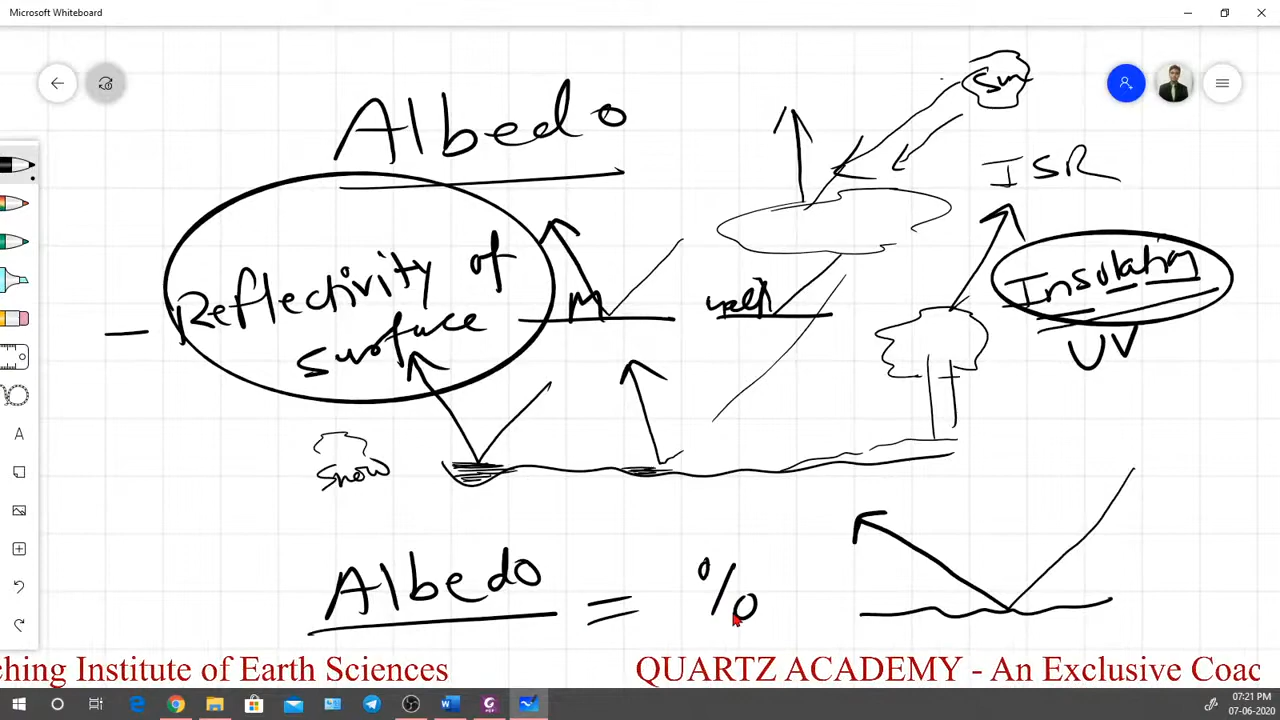 Microsoft Whiteboard
Albedo
Sun
ISR
Reflectivity of
surface
M
Insolation
UV
Snow
A
Albedo = %
ching Institute of Earth Sciences QUARTZ ACADEMY - An Exclusive Coac
07:21 PM
07-06-2020